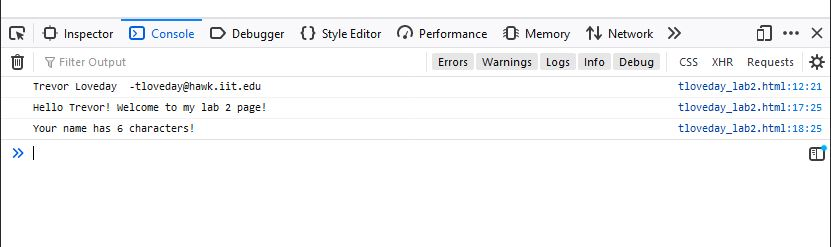 Inspector Console Debugger Style Editor Performance Memory Network
Filter Output Errors Warnings Logs Info Debug CSS XHR Requests
Trevor Loveday  -tloveday@hawk.iit.edu tloveday_lab2.html:12:21
Hello Trevor! Welcome to my lab 2 page! tloveday_lab2.html:17:25
Your name has 6 characters! tloveday_lab2.html:18:25